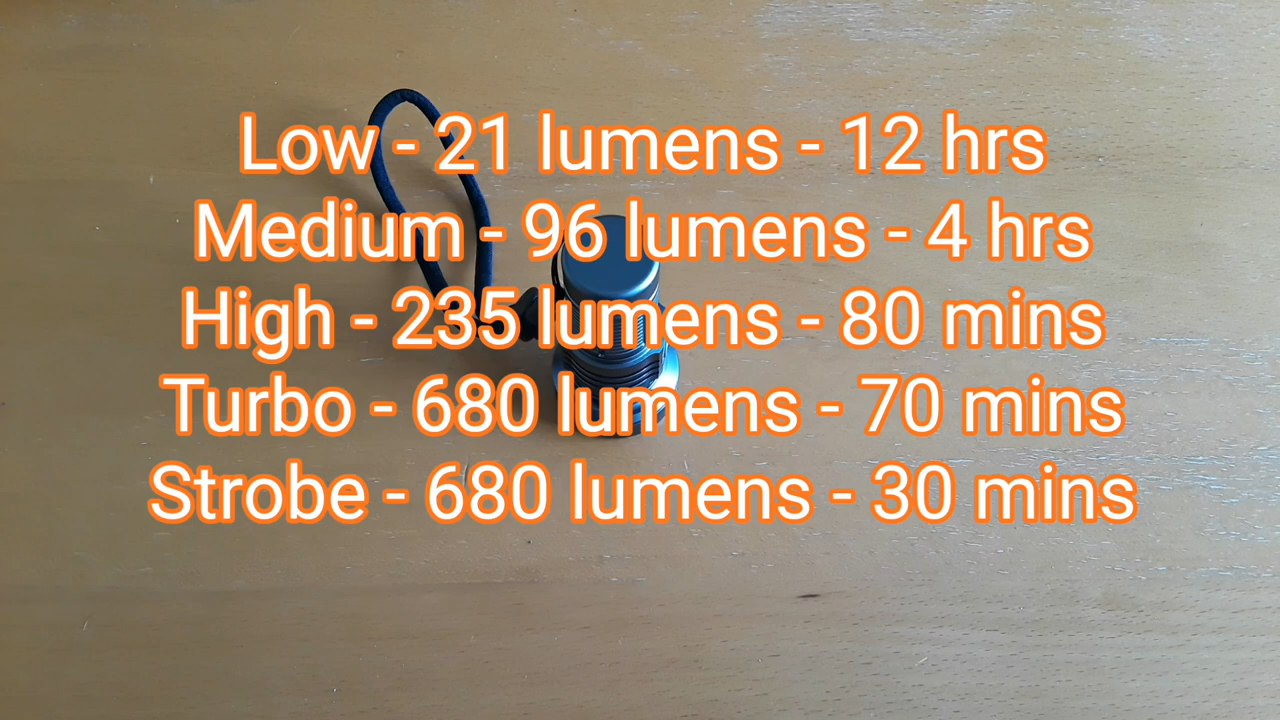 Low - 21 lumens - 12 hrs
Medium - 96 lumens - 4 hrs
High - 235 lumens - 80 mins
Turbo - 680 lumens - 70 mins
Strobe - 680 lumens - 30 mins